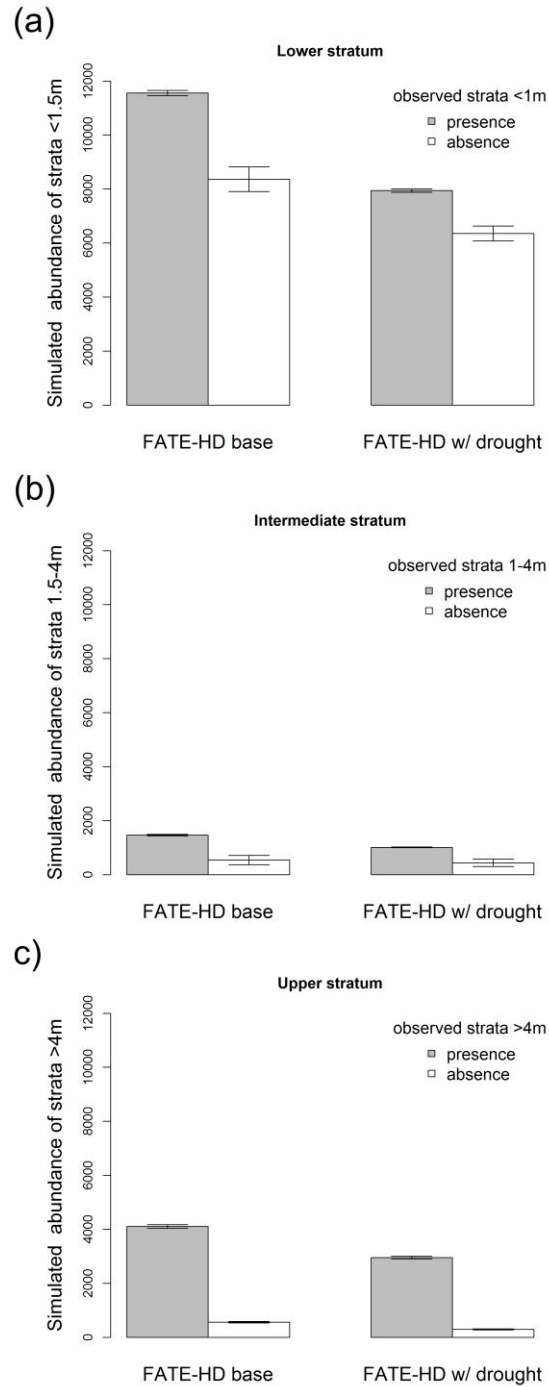 (a)
Lower stratum
Simulated abundance of strata <1.5m
12000
10000
8000
6000
4000
2000
0
observed strata <1m
presence
absence
FATE-HD base
FATE-HD w/ drought
(b)
Intermediate stratum
Simulated abundance of strata 1.5-4m
12000
10000
8000
6000
4000
2000
0
observed strata 1-4m
presence
absence
FATE-HD base
FATE-HD w/ drought
c)
Upper stratum
Simulated abundance of strata >4m
12000
10000
8000
6000
4000
2000
0
observed strata >4m
presence
absence
FATE-HD base
FATE-HD w/ drought